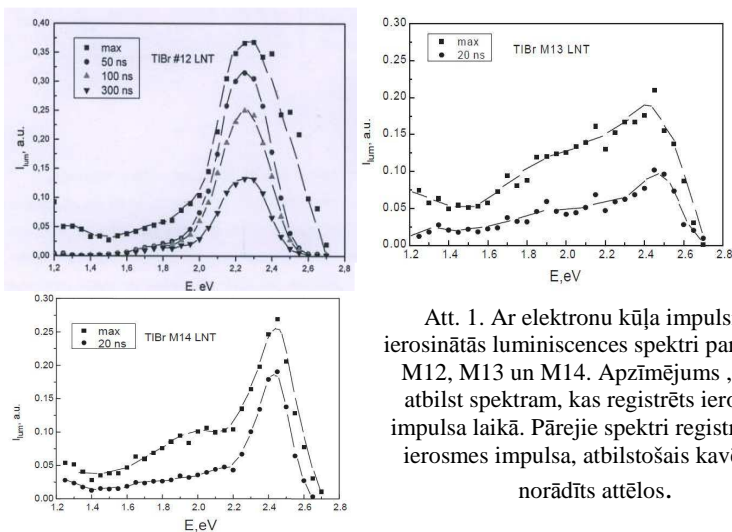 0,40
0,35
0,30
0,25
0,20
0,15
0,10
0,05
0,00
I lum, a.u.
max
50 ns
100 ns
300 ns
TlBr #12 LNT
1,2 1,4 1,6 1,8 2,0 2,2 2,4 2,6 2,8
E, eV
0.30
0.25
0.20
0.15
0.10
0.05
0.00
I lum, a.u.
max
20 ns
TlBr M13 LNT
1.2 1.4 1.6 1.8 2.0 2.2 2.4 2.6 2.8
E,eV
0.30
0.25
0.20
0.15
0.10
0.05
0.00
I lum, a.u.
max
20 ns
TlBr M14 LNT
1.2 1.4 1.6 1.8 2.0 2.2 2.4 2.6 2.8
E,eV
Att. 1. Ar elektronu kūļa impuls
ierosinātās luminiscences spektri par
M12, M13 un M14. Apzīmējums „
atbilst spektram, kas registrēts iero
impulsa laikā. Pārejie spektri registr
ierosmes impulsa, atbilstošais kavē
norādīts attēlos.